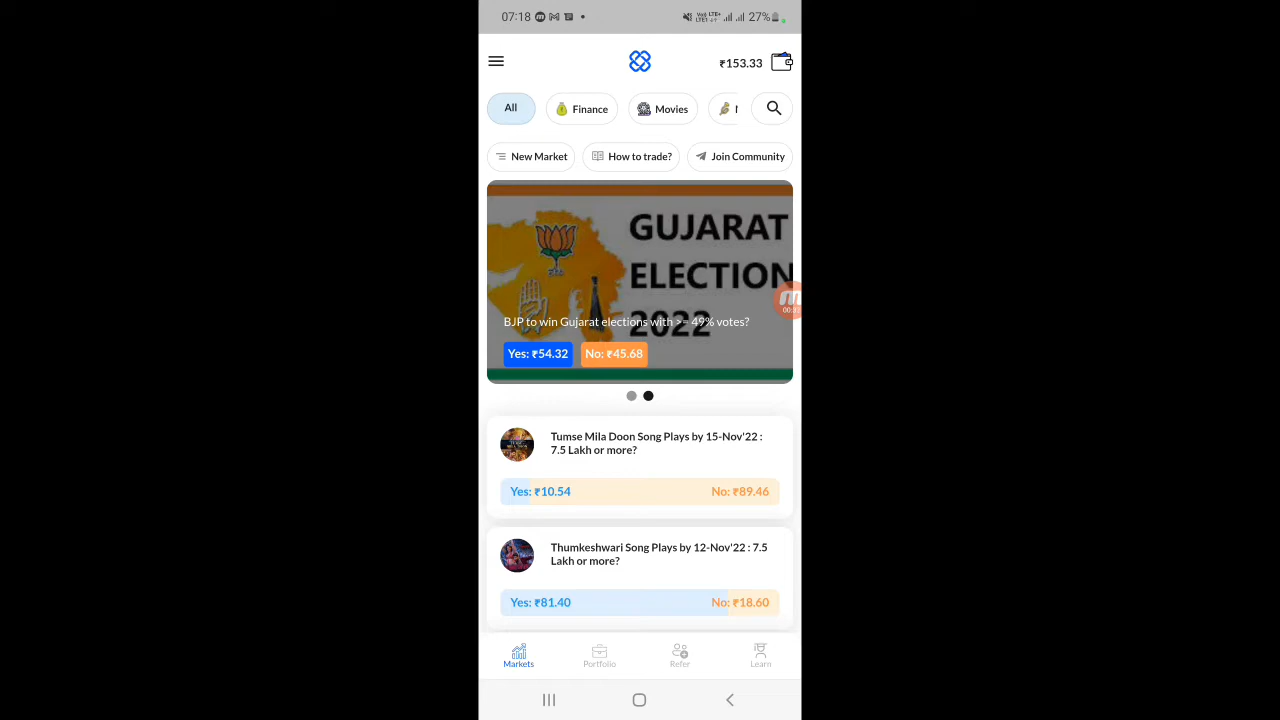 07:18
27%
₹153.33
All
Finance
Movies
New Market
How to trade?
Join Community
GUJARAT
ELECTION
2022
BJP to win Gujarat elections with >= 49% votes?
Yes: ₹54.32
No: ₹45.68
Tumse Mila Doon Song Plays by 15-Nov'22 :
7.5 Lakh or more?
Yes: ₹10.54
No: ₹89.46
Thumkeshwari Song Plays by 12-Nov'22 : 7.5
Lakh or more?
Yes: ₹81.40
No: ₹18.60
Markets
Portfolio
Refer
Learn